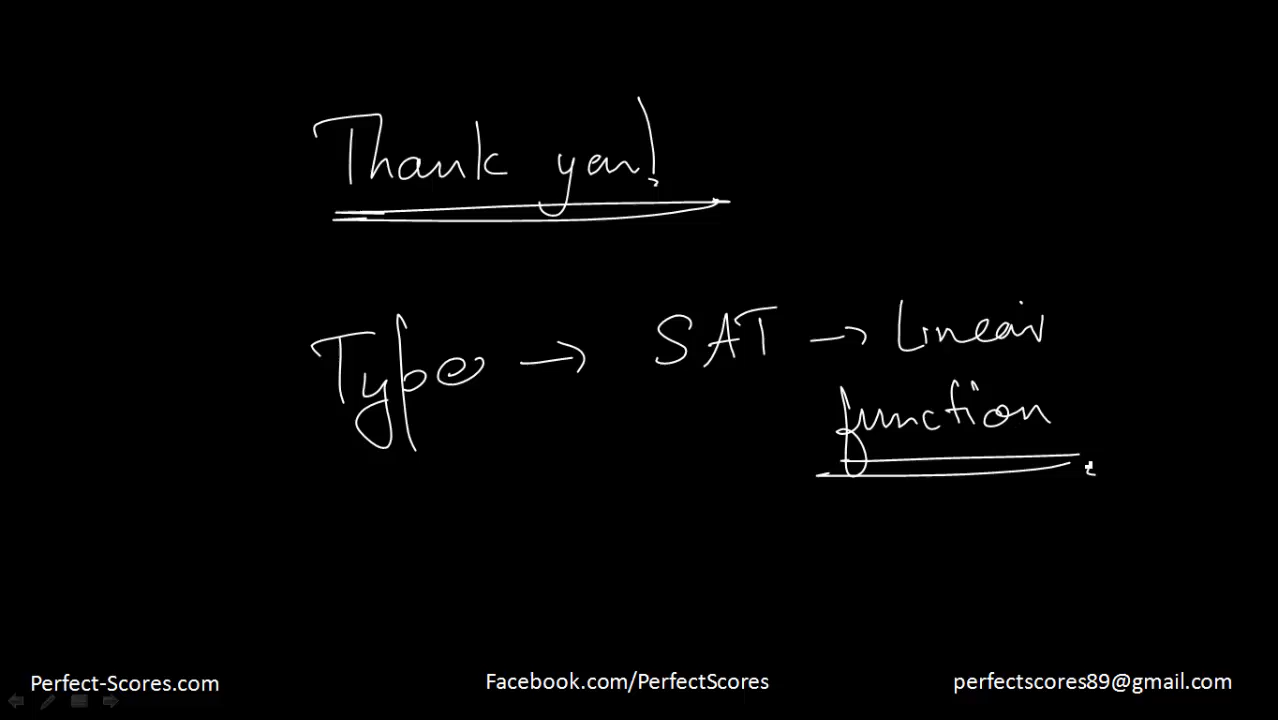 Thank you!
Type → SAT → Linear
function
Perfect-Scores.com
Facebook.com/PerfectScores
perfectscores89@gmail.com